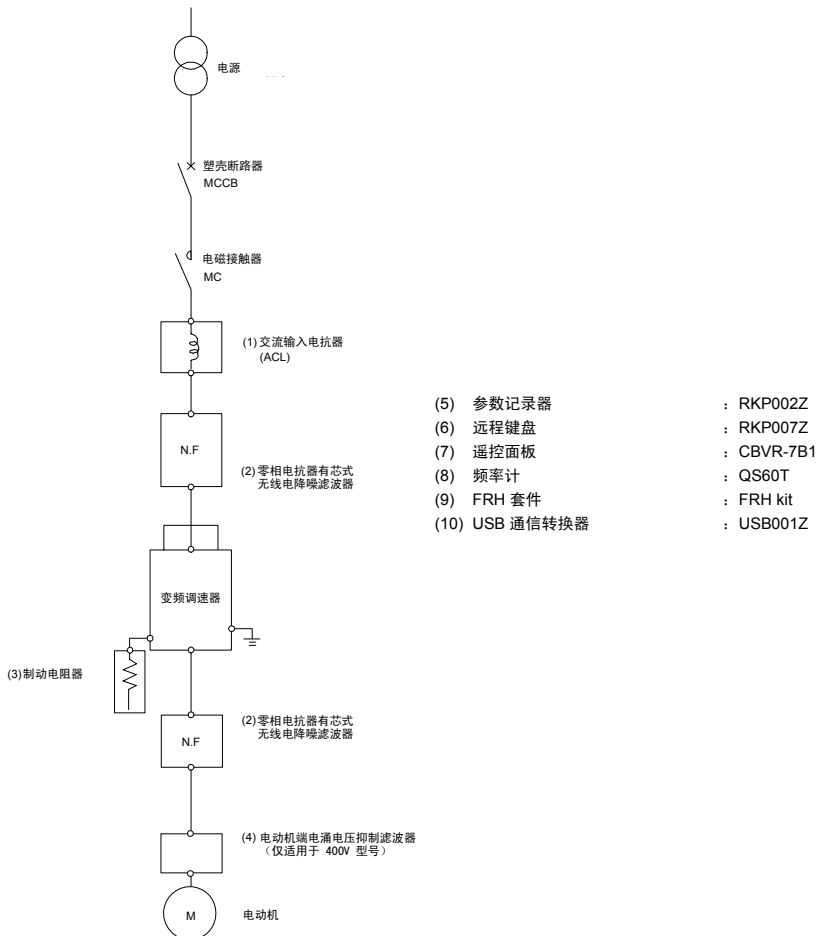 电源
塑壳断路器
MCCB
电磁接触器
MC
(1) 交流输入电抗器
(ACL)
N.F
(2) 零相电抗器有芯式
无线电降噪滤波器
变频调速器
(3)制动电阻器
(2)零相电抗器有芯式
无线电降噪滤波器
N.F
(4) 电动机端电涌电压抑制滤波器
（仅适用于 400V 型号）
M
电动机
(5) 参数记录器 ：RKP002Z
(6) 远程键盘 ：RKP007Z
(7) 遥控面板 ：CBVR-7B1
(8) 频率计 ：QS60T
(9) FRH 套件 ：FRH kit
(10) USB 通信转换器 ：USB001Z